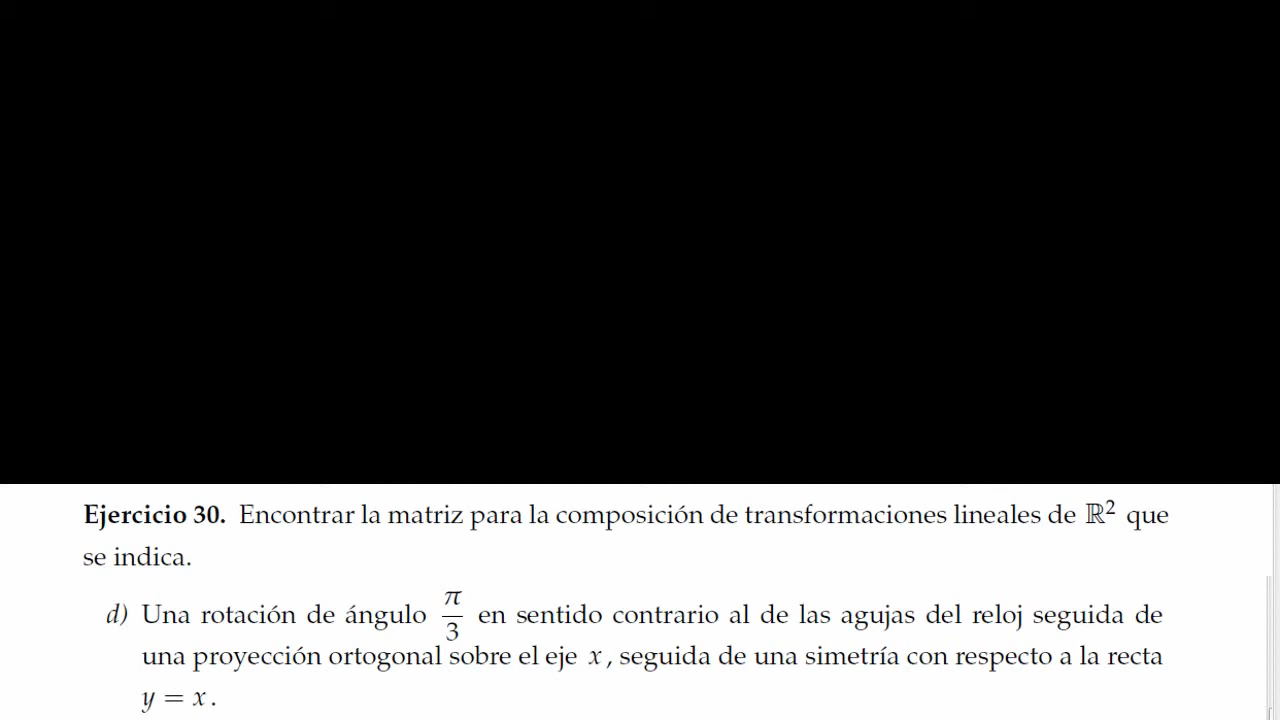 Ejercicio 30. Encontrar la matriz para la composición de transformaciones lineales de ℝ² que
se indica.
d) Una rotación de ángulo π/3 en sentido contrario al de las agujas del reloj seguida de
una proyección ortogonal sobre el eje x, seguida de una simetría con respecto a la recta
y = x.